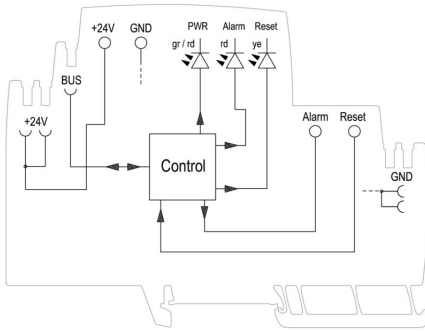 +24V GND PWR Alarm Reset
gr / rd rd ye
BUS
+24V Alarm Reset
Control
GND